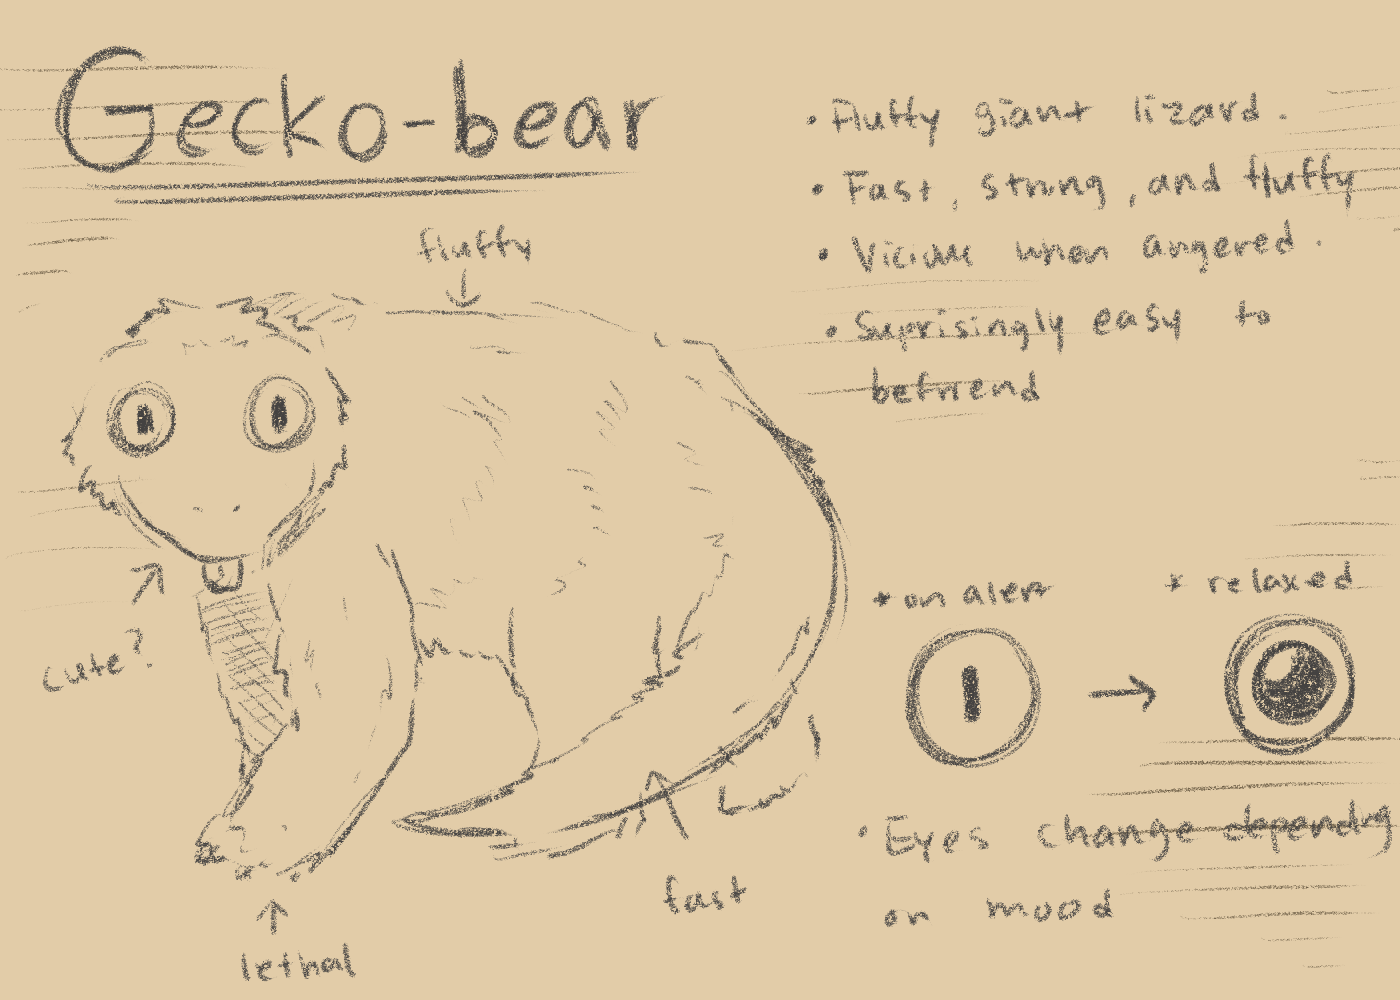 Gecko-bear
• Fluffy giant lizard.
• Fast, strong, and fluffy
• Vicious when angered.
• Suprisingly easy to
befriend
fluffy
cute?
lethal
fast
* on alert
* relaxed
• Eyes change depending
on mood